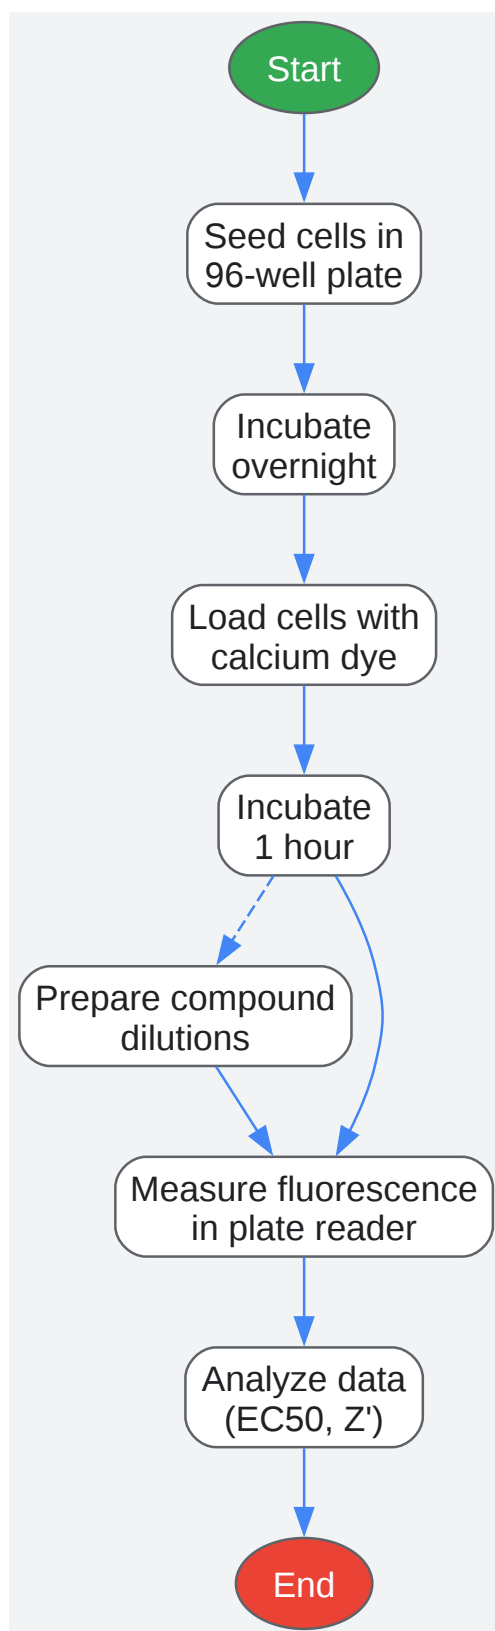 Start
Seed cells in
96-well plate
Incubate
overnight
Load cells with
calcium dye
Incubate
1 hour
Prepare compound
dilutions
Measure fluorescence
in plate reader
Analyze data
(EC50, Z')
End